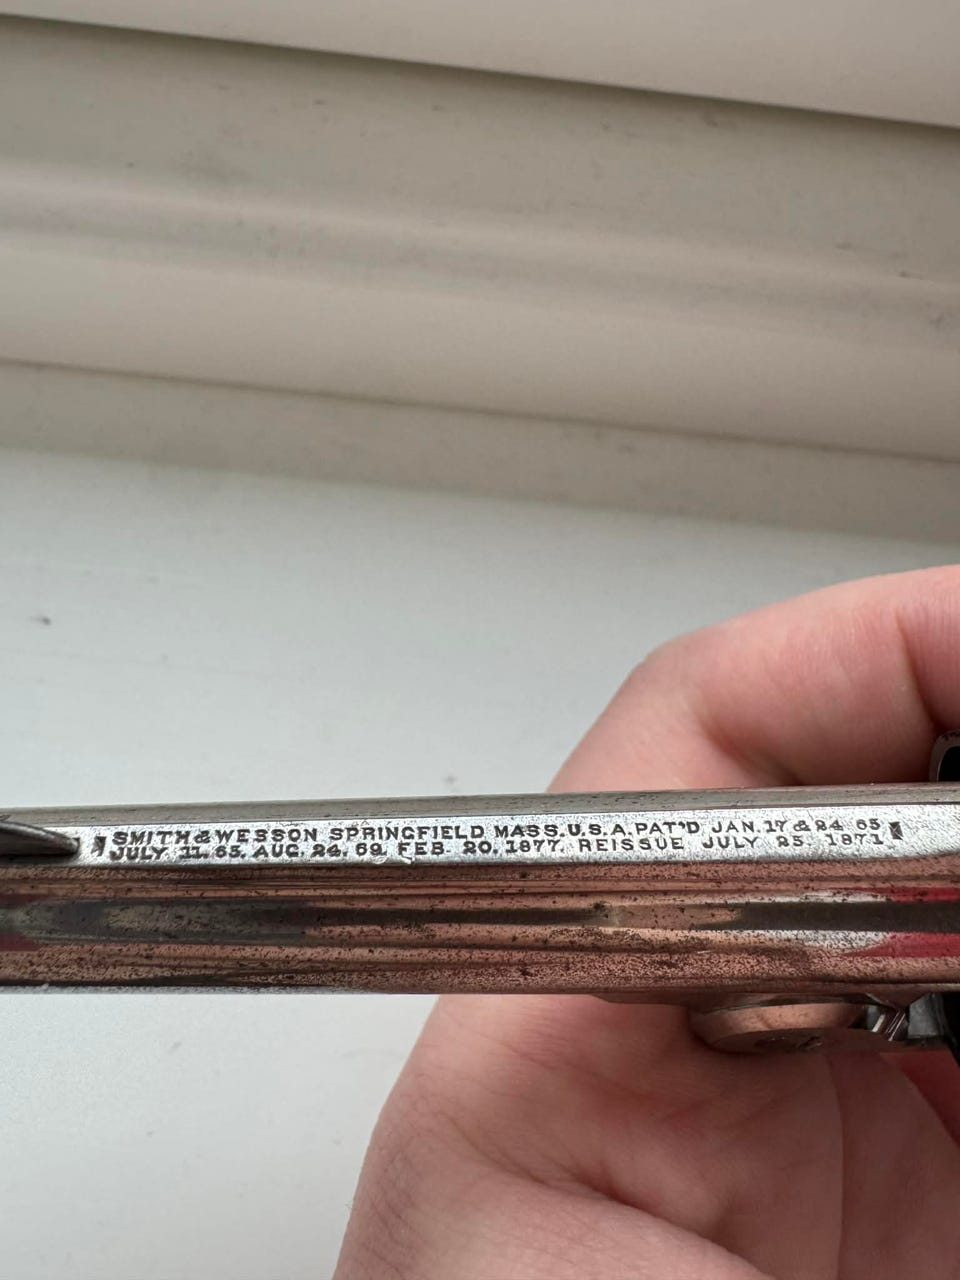 SMITH & WESSON SPRINGFIELD MASS. U.S.A. PAT'D JAN. 17 & 24. 65
JULY. 11. 65. AUG. 24. 69. FEB. 20. 1877. REISSUE JULY 25 1871